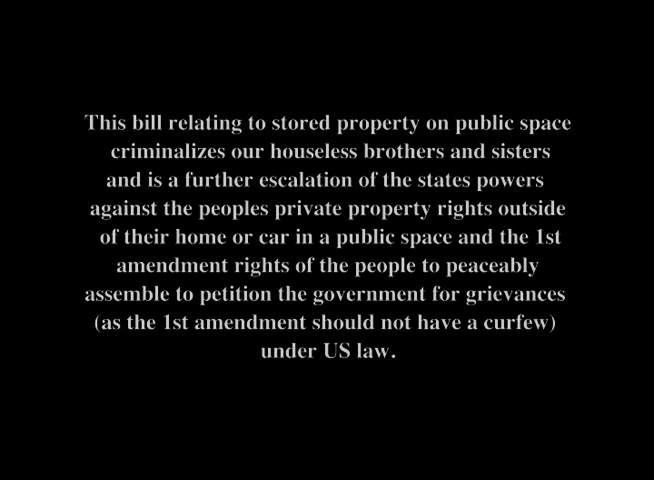 This bill relating to stored property on public space
criminalizes our houseless brothers and sisters
and is a further escalation of the states powers
against the peoples private property rights outside
of their home or car in a public space and the 1st
amendment rights of the people to peaceably
assemble to petition the government for grievances
(as the 1st amendment should not have a curfew)
under US law.